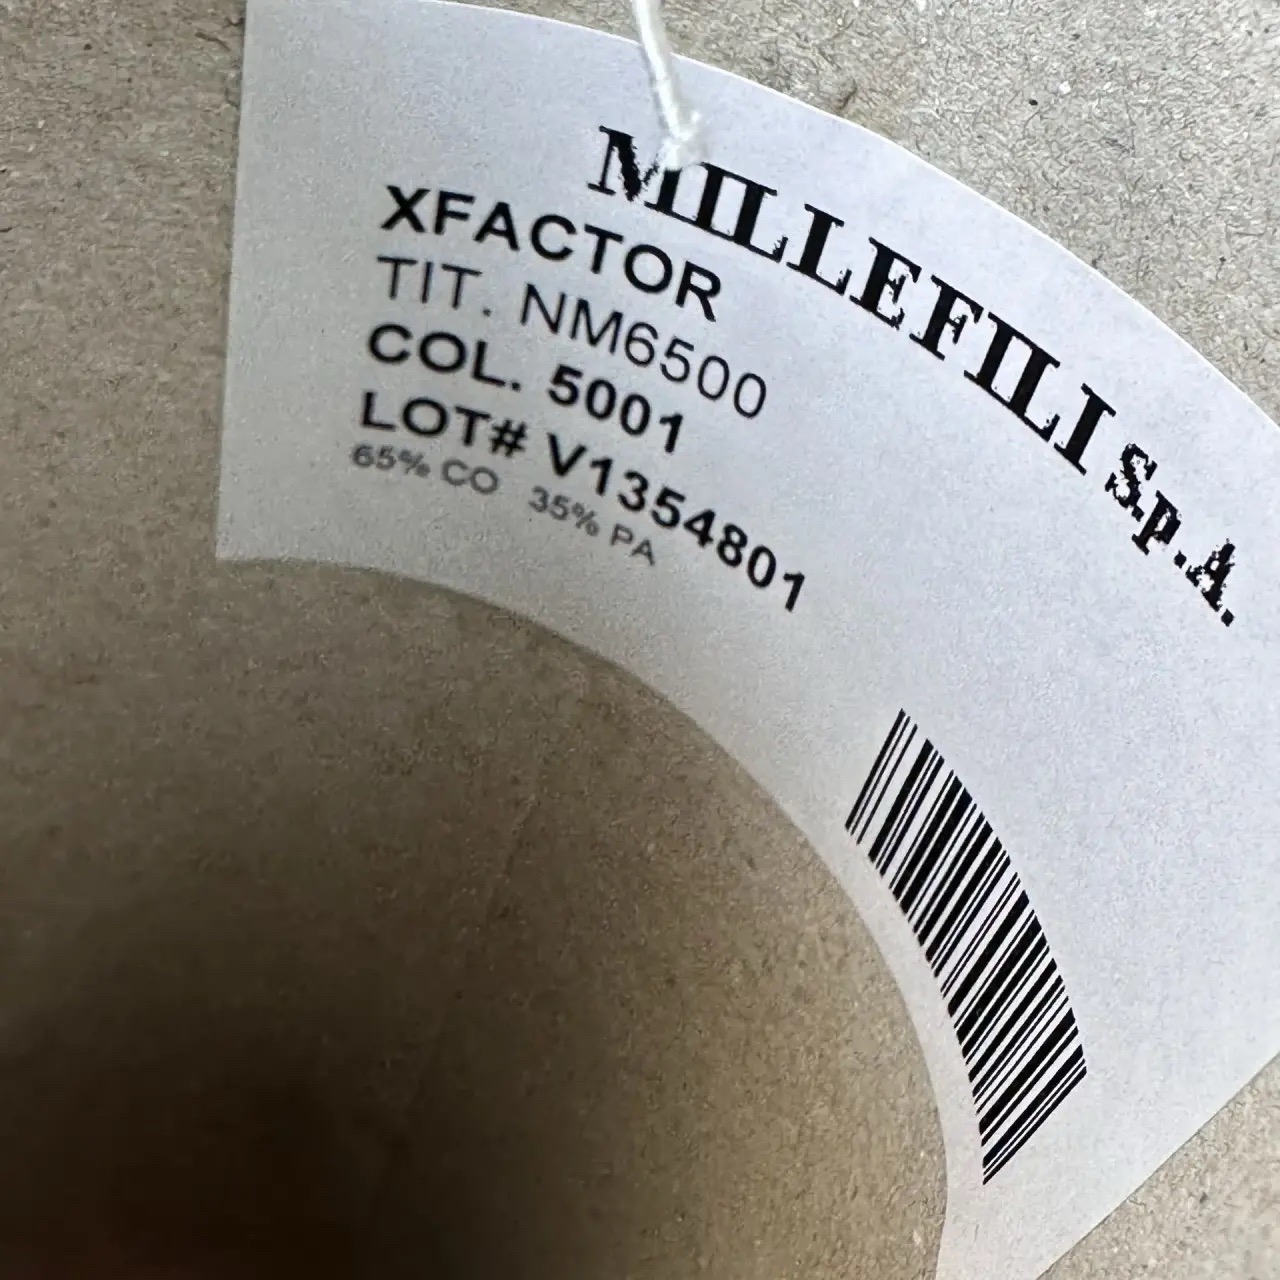 MILLEFILI S.p.A.
XFACTOR
TIT. NM6500
COL. 5001
LOT# V1354801
65% CO 35% PA